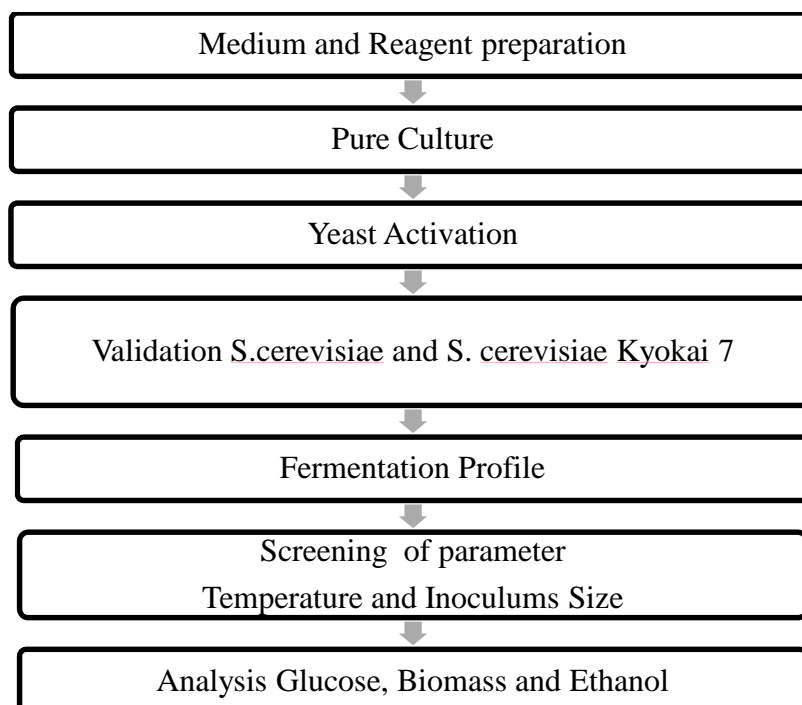 Medium and Reagent preparation
Pure Culture
Yeast Activation
Validation S.cerevisiae and S. cerevisiae Kyokai 7
Fermentation Profile
Screening of parameter
Temperature and Inoculums Size
Analysis Glucose, Biomass and Ethanol